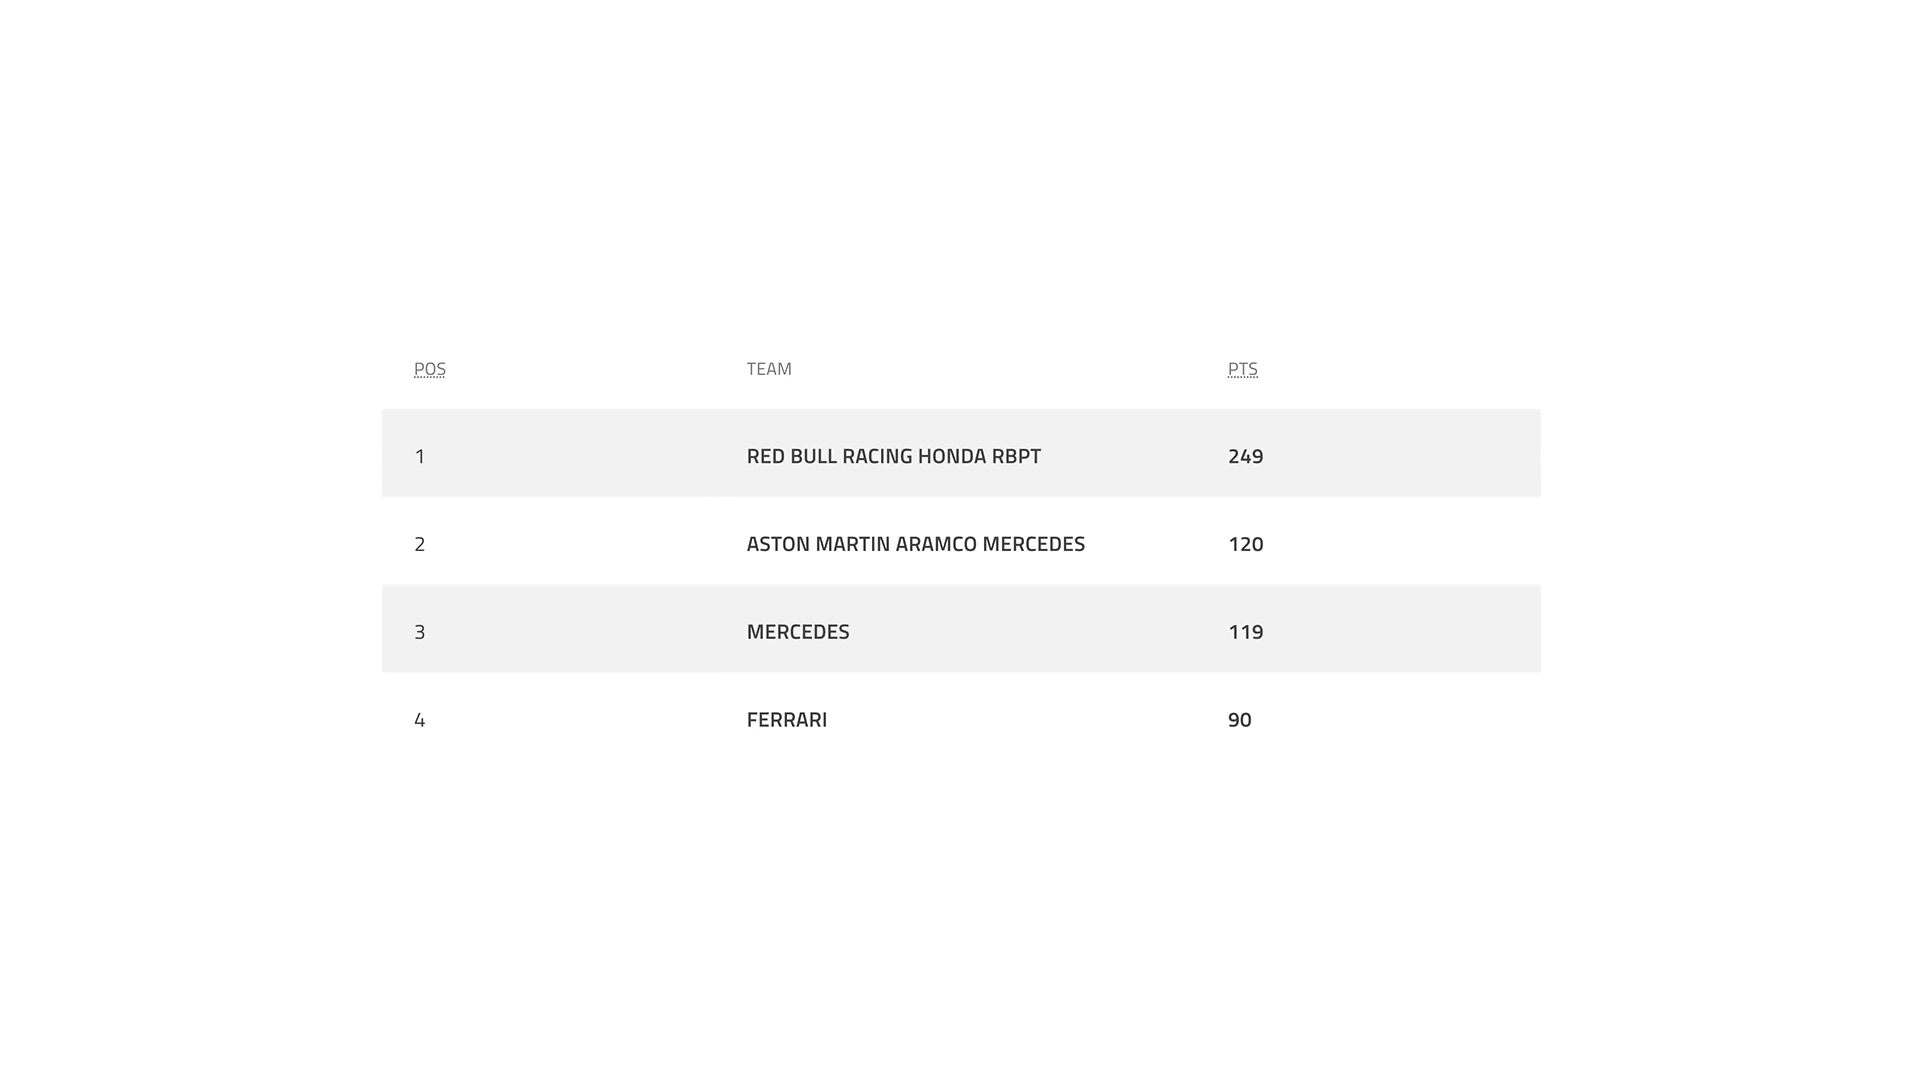 POS TEAM PTS
1 RED BULL RACING HONDA RBPT 249
2 ASTON MARTIN ARAMCO MERCEDES 120
3 MERCEDES 119
4 FERRARI 90